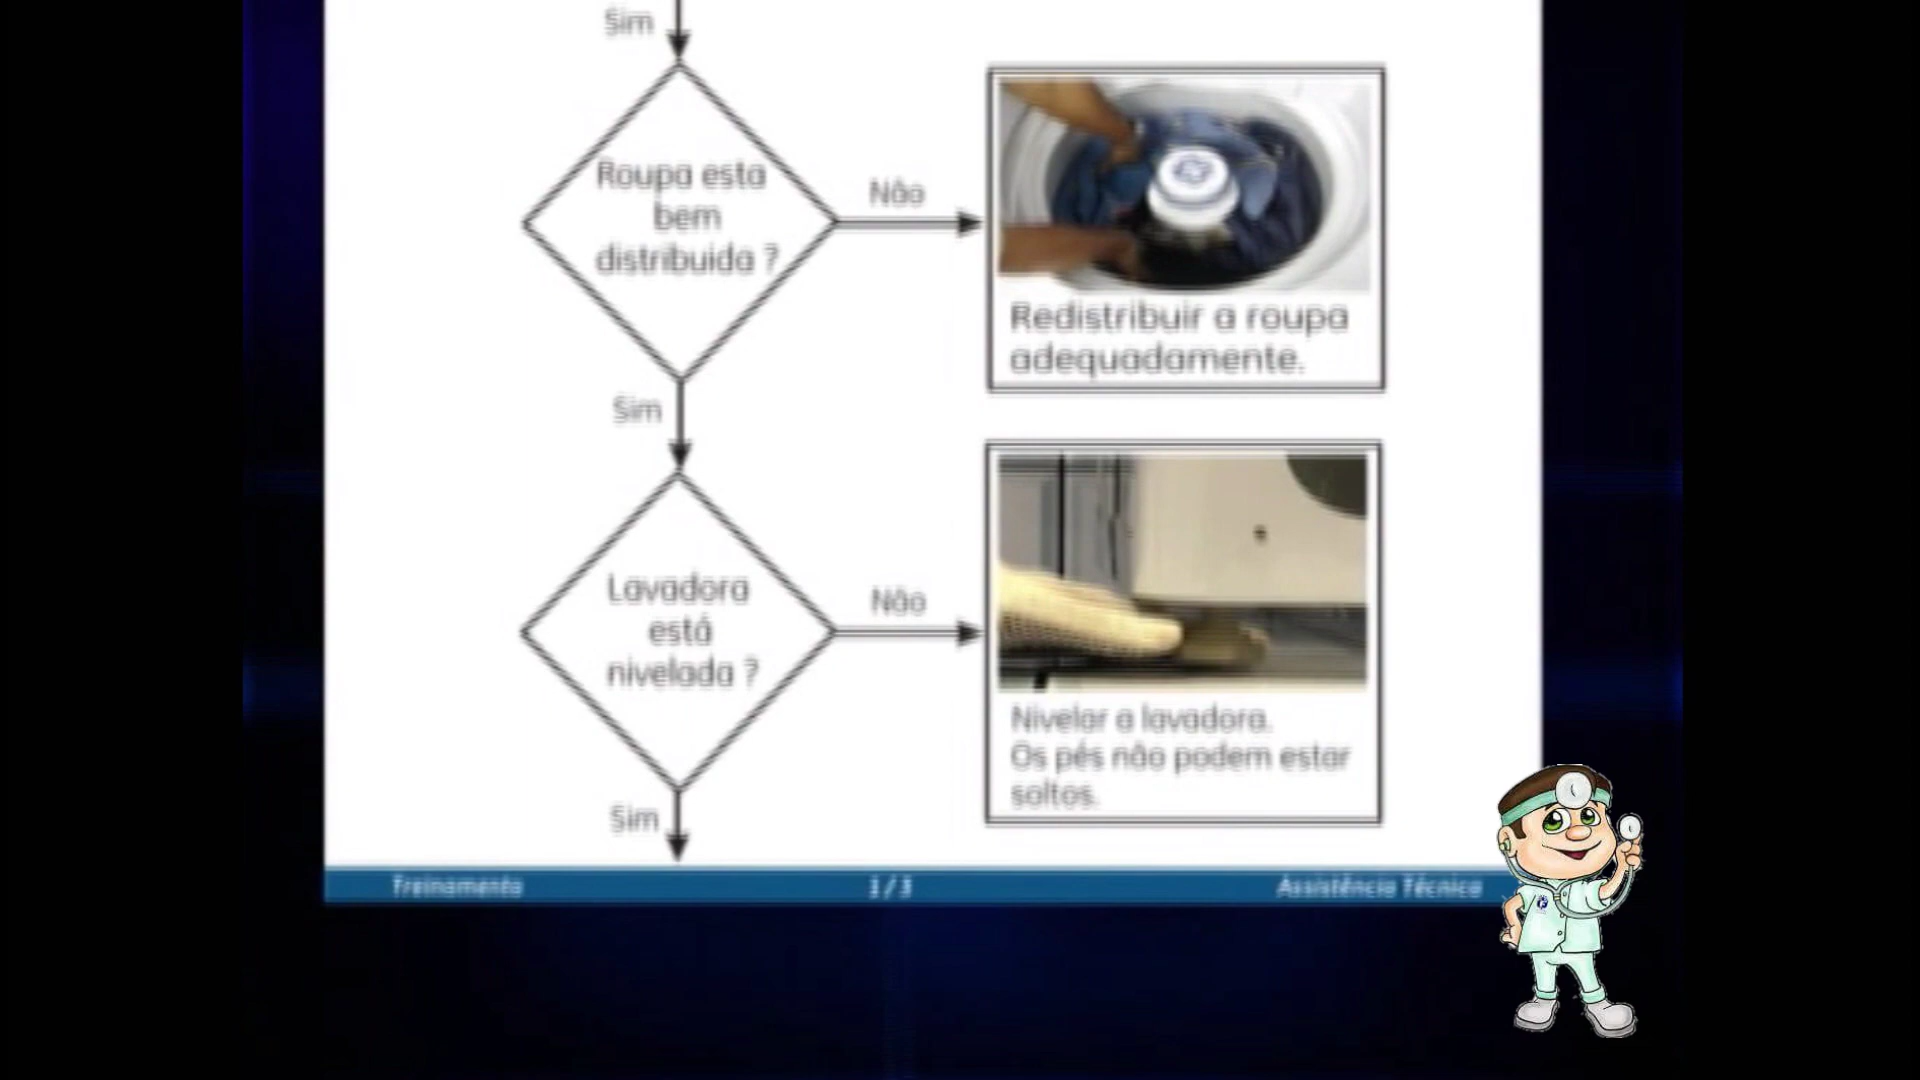 Sim
Roupa esta
bem
distribuida ?
Não
Redistribuir a roupa
adequadamente.
Sim
Lavadora
está
nivelada ?
Não
Nivelar a lavadora.
Os pés não podem estar
soltos.
Sim
Treinamento
1/3
Assistência Técnica